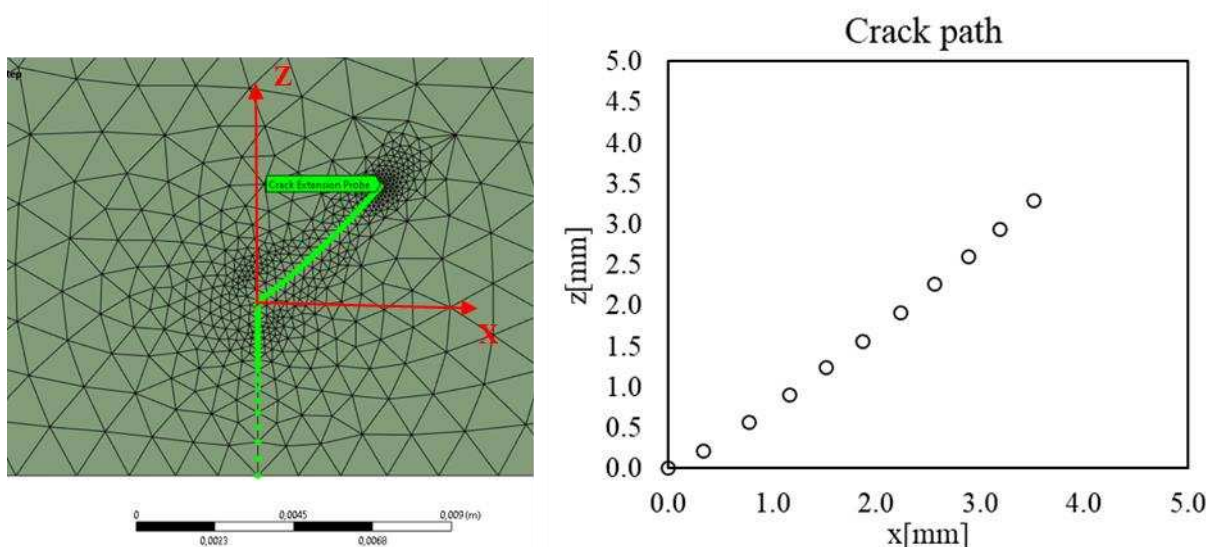 tep
Z
Crack Extension Probe
X
0
0,0045
0,009 (m)
0,0023
0,0068
Crack path
5.0
4.5
4.0
3.5
3.0
2.5
2.0
1.5
1.0
0.5
0.0
z[mm]
0.0 1.0 2.0 3.0 4.0 5.0
x[mm]